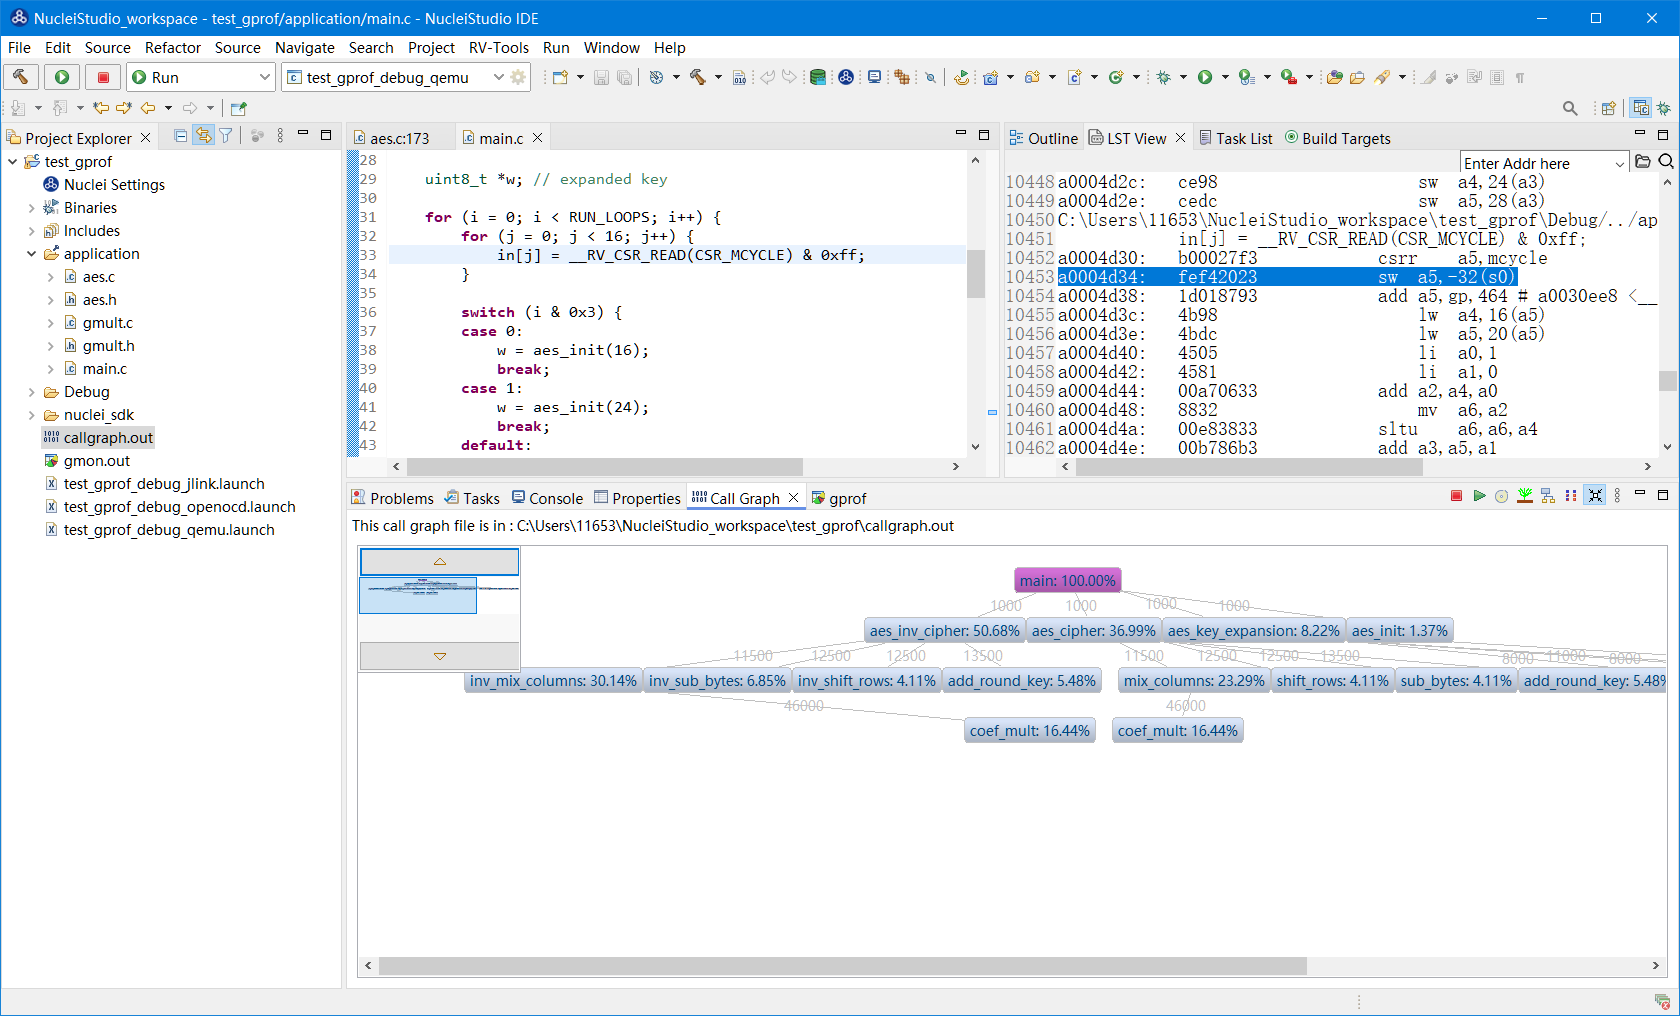 NucleiStudio_workspace - test_gprof/application/main.c - NucleiStudio IDE
File Edit Source Refactor Source Navigate Search Project RV-Tools Run Window Help
Run
test_gprof_debug_qemu
Project Explorer
test_gprof
Nuclei Settings
Binaries
Includes
application
aes.c
aes.h
gmult.c
gmult.h
main.c
Debug
nuclei_sdk
callgraph.out
gmon.out
test_gprof_debug_jlink.launch
test_gprof_debug_openocd.launch
test_gprof_debug_qemu.launch
aes.c:173 main.c
28
29 uint8_t *w; // expanded key
30
31 for (i = 0; i < RUN_LOOPS; i++) {
32 for (j = 0; j < 16; j++) {
33 in[j] = __RV_CSR_READ(CSR_MCYCLE) & 0xff;
34 }
35
36 switch (i & 0x3) {
37 case 0:
38 w = aes_init(16);
39 break;
40 case 1:
41 w = aes_init(24);
42 break;
43 default:
Outline LST View Task List Build Targets
Enter Addr here
10448 a0004d2c: ce98 sw a4,24(a3)
10449 a0004d2e: cedc sw a5,28(a3)
10450 C:\Users\11653\NucleiStudio_workspace\test_gprof\Debug/../ap
10451 in[j] = __RV_CSR_READ(CSR_MCYCLE) & 0xff;
10452 a0004d30: b00027f3 csrr a5,mcycle
10453 a0004d34: fef42023 sw a5,-32(s0)
10454 a0004d38: 1d018793 add a5,gp,464 # a0030ee8 <__
10455 a0004d3c: 4b98 lw a4,16(a5)
10456 a0004d3e: 4bdc lw a5,20(a5)
10457 a0004d40: 4505 li a0,1
10458 a0004d42: 4581 li a1,0
10459 a0004d44: 00a70633 add a2,a4,a0
10460 a0004d48: 8832 mv a6,a2
10461 a0004d4a: 00e83833 sltu a6,a6,a4
10462 a0004d4e: 00b786b3 add a3,a5,a1
Problems Tasks Console Properties Call Graph gprof
This call graph file is in : C:\Users\11653\NucleiStudio_workspace\test_gprof\callgraph.out
main: 100.00%
1000 1000 1000 1000
aes_inv_cipher: 50.68% aes_cipher: 36.99% aes_key_expansion: 8.22% aes_init: 1.37%
11500 12500 12500 13500 11500 12500 12500 13500 8000 11000 8000
inv_mix_columns: 30.14% inv_sub_bytes: 6.85% inv_shift_rows: 4.11% add_round_key: 5.48% mix_columns: 23.29% shift_rows: 4.11% sub_bytes: 4.11% add_round_key: 5.48%
46000 46000
coef_mult: 16.44% coef_mult: 16.44%